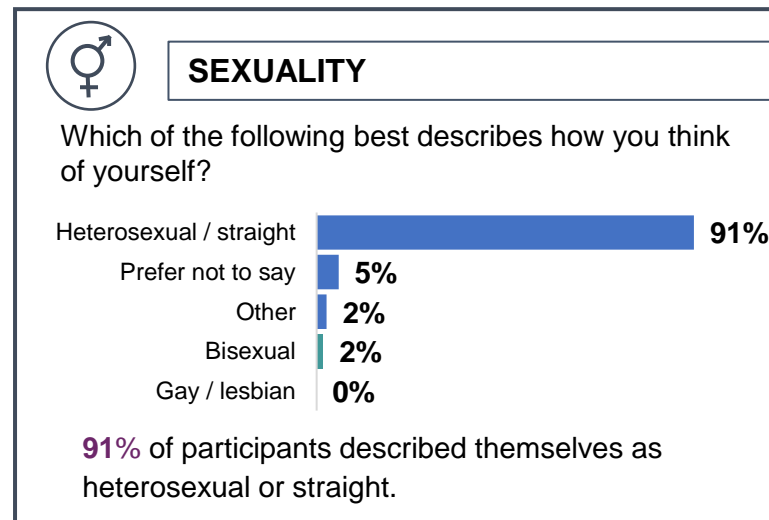 SEXUALITY
Which of the following best describes how you think
of yourself?
Heterosexual / straight 91%
Prefer not to say 5%
Other 2%
Bisexual 2%
Gay / lesbian 0%
91% of participants described themselves as
heterosexual or straight.